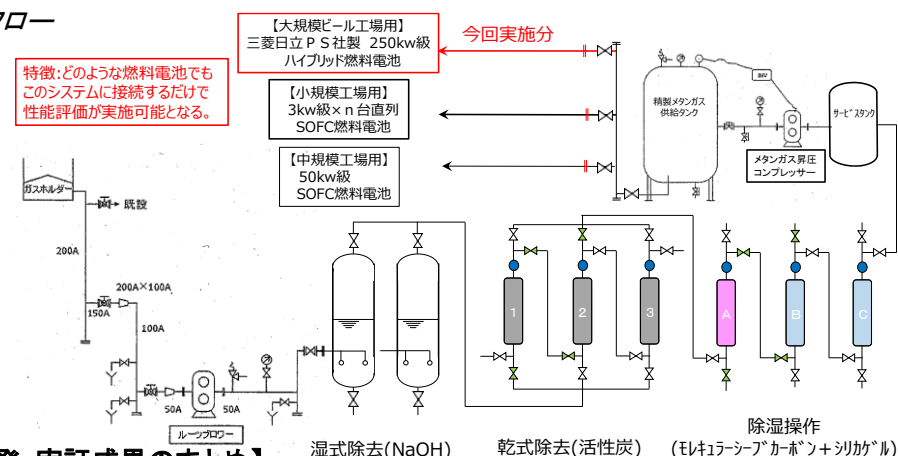 フロー
【大規模ビール工場用】
三菱日立ＰＳ社製 250kw級
ハイブリッド燃料電池
今回実施分
特徴:どのような燃料電池でも
このシステムに接続するだけで
性能評価が実施可能となる。
【小規模工場用】
3kw級×ｎ台直列
SOFC燃料電池
【中規模工場用】
50kw級
SOFC燃料電池
精製メタンガス
供給タンク
サｰビスタンク
メタンガス昇圧
コンプレッサー
ガスホルダー
既設
200A
200A×100A
150A
100A
50A
50A
ルーツブロワー
1
2
3
A
B
C
湿式除去(NaOH)
乾式除去(活性炭)
除湿操作
(ﾓﾚｷｭﾗｰｼｰﾌﾞｶｰﾎﾞﾝ+ｼﾘｶｹﾞﾙ)
実証成果のまとめ】